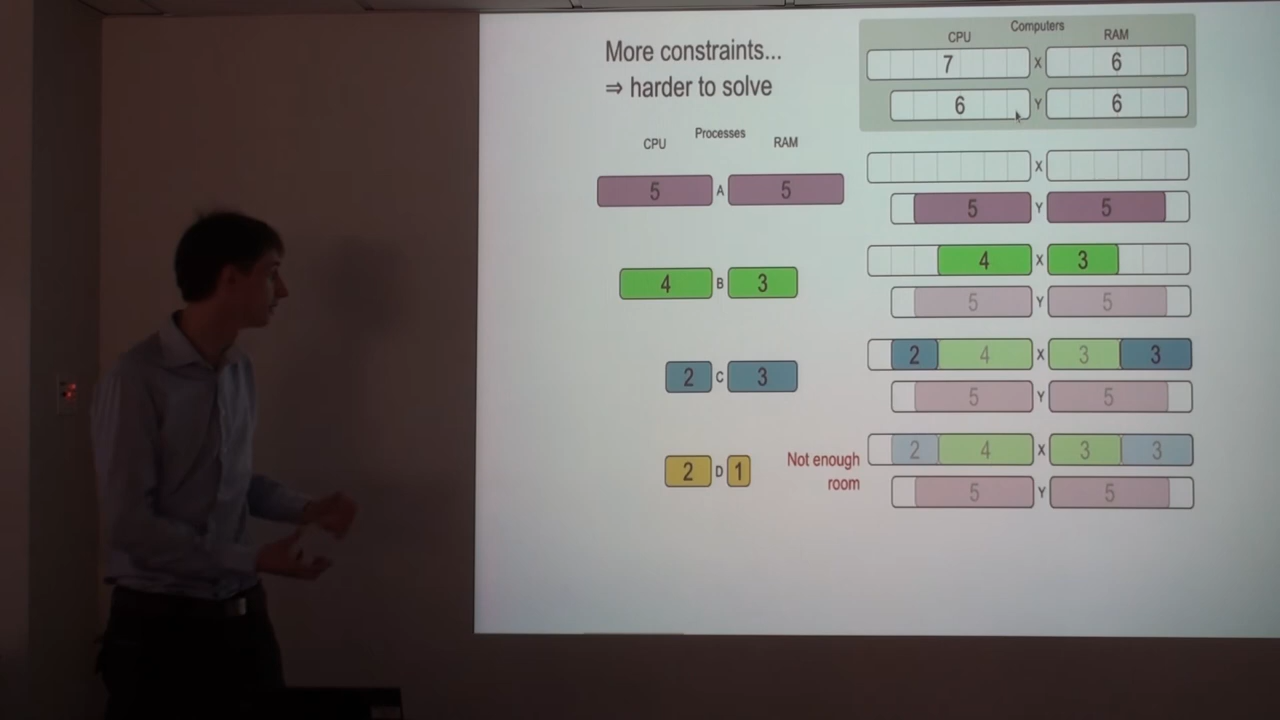 More constraints...
⇒ harder to solve
Computers
CPU RAM
7 X 6
6 Y 6
Processes
CPU RAM
5 A 5
X
5 Y 5
4 B 3
4 X 3
5 Y 5
2 C 3
2 4 X 3 3
5 Y 5
2 D 1
Not enough
room
2 4 X 3 3
5 Y 5